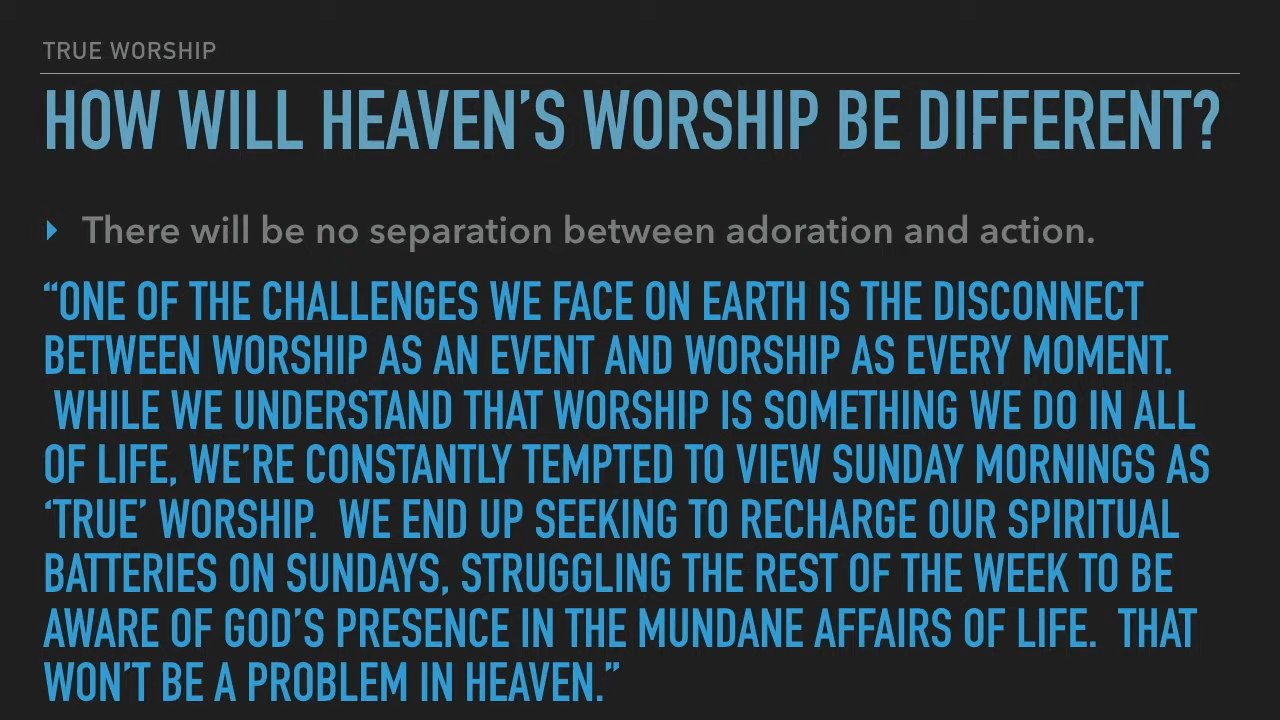 TRUE WORSHIP
HOW WILL HEAVEN’S WORSHIP BE DIFFERENT?
There will be no separation between adoration and action.
“ONE OF THE CHALLENGES WE FACE ON EARTH IS THE DISCONNECT
BETWEEN WORSHIP AS AN EVENT AND WORSHIP AS EVERY MOMENT.
WHILE WE UNDERSTAND THAT WORSHIP IS SOMETHING WE DO IN ALL
OF LIFE, WE’RE CONSTANTLY TEMPTED TO VIEW SUNDAY MORNINGS AS
‘TRUE’ WORSHIP. WE END UP SEEKING TO RECHARGE OUR SPIRITUAL
BATTERIES ON SUNDAYS, STRUGGLING THE REST OF THE WEEK TO BE
AWARE OF GOD’S PRESENCE IN THE MUNDANE AFFAIRS OF LIFE. THAT
WON’T BE A PROBLEM IN HEAVEN.”